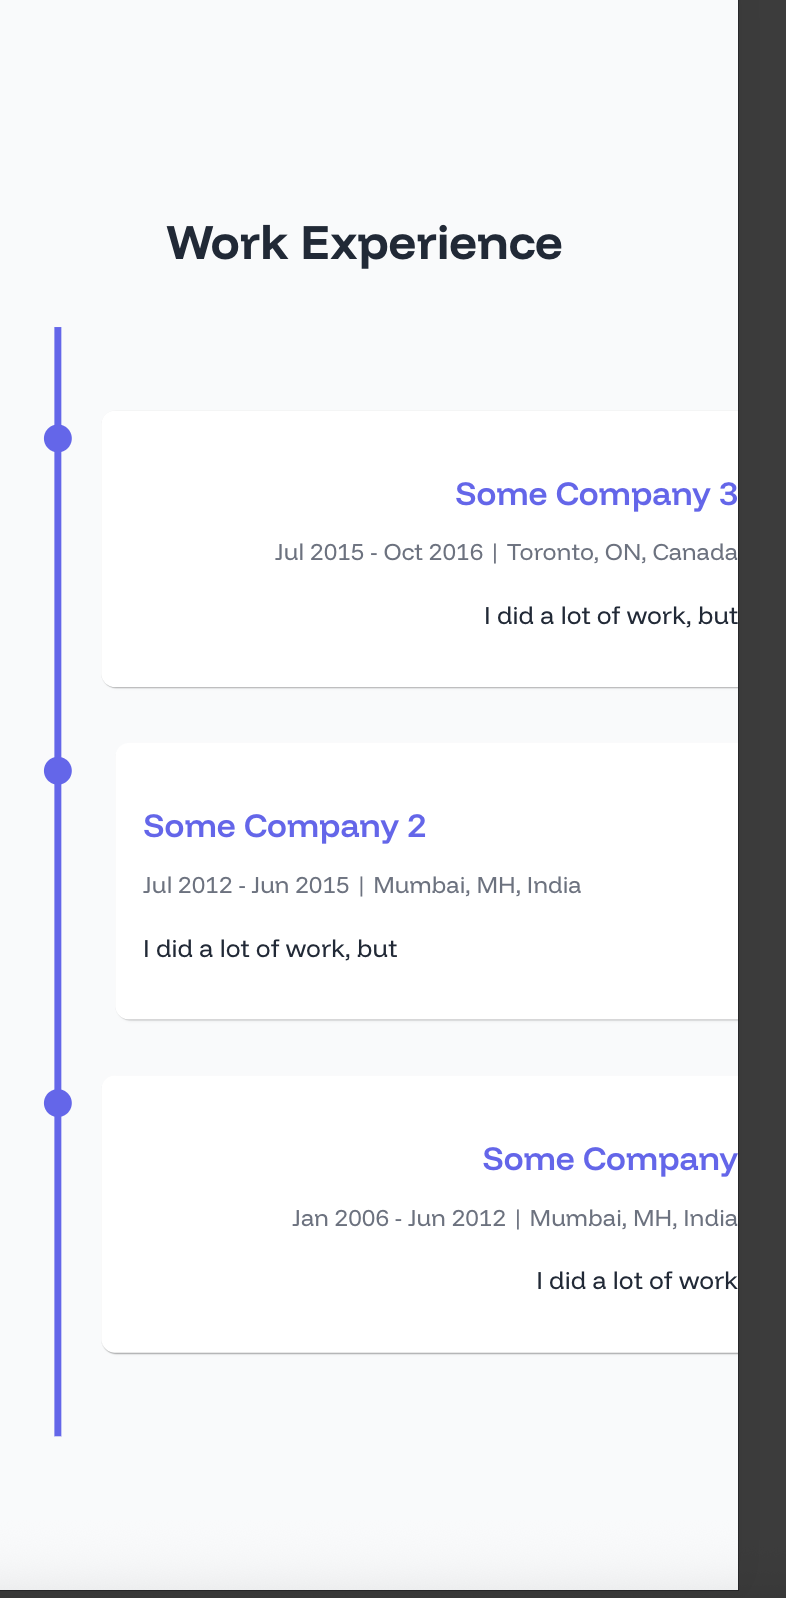 Work Experience
Some Company 3
Jul 2015 - Oct 2016 | Toronto, ON, Canada
I did a lot of work, but
Some Company 2
Jul 2012 - Jun 2015 | Mumbai, MH, India
I did a lot of work, but
Some Company
Jan 2006 - Jun 2012 | Mumbai, MH, India
I did a lot of work